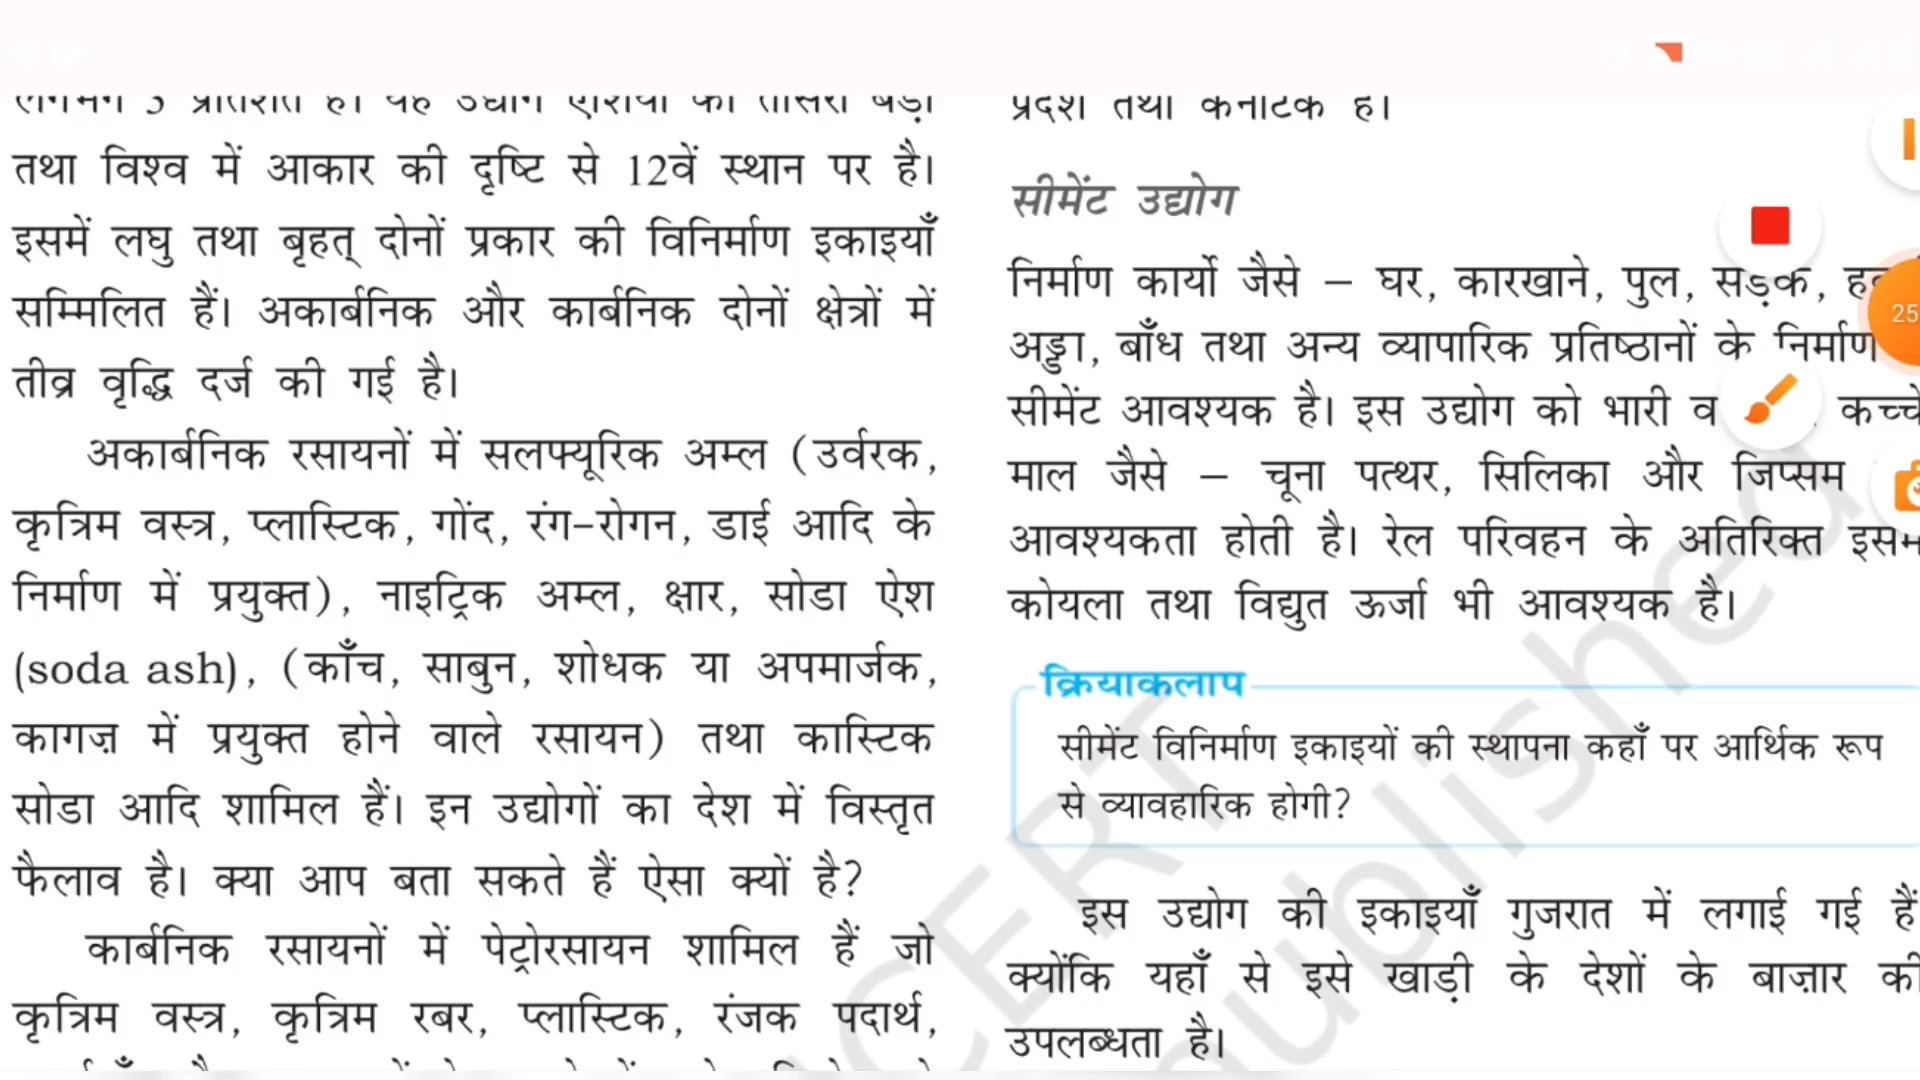 तथा विश्व में आकार की दृष्टि से 12वें स्थान पर है।
इसमें लघु तथा बृहत् दोनों प्रकार की विनिर्माण इकाइयाँ
सम्मिलित हैं। अकार्बनिक और कार्बनिक दोनों क्षेत्रों में
तीव्र वृद्धि दर्ज की गई है।
अकार्बनिक रसायनों में सलफ्यूरिक अम्ल (उर्वरक,
कृत्रिम वस्त्र, प्लास्टिक, गोंद, रंग-रोगन, डाई आदि के
निर्माण में प्रयुक्त), नाइट्रिक अम्ल, क्षार, सोडा ऐश
(soda ash), (काँच, साबुन, शोधक या अपमार्जक,
कागज़ में प्रयुक्त होने वाले रसायन) तथा कास्टिक
सोडा आदि शामिल हैं। इन उद्योगों का देश में विस्तृत
फैलाव है। क्या आप बता सकते हैं ऐसा क्यों है?
कार्बनिक रसायनों में पेट्रोरसायन शामिल हैं जो
कृत्रिम वस्त्र, कृत्रिम रबर, प्लास्टिक, रंजक पदार्थ,
प्रदेश तथा कर्नाटक हैं।
सीमेंट उद्योग
निर्माण कार्यो जैसे – घर, कारखाने, पुल, सड़क,
अड्डा, बाँध तथा अन्य व्यापारिक प्रतिष्ठानों के निर्माण
सीमेंट आवश्यक है। इस उद्योग को भारी व कच्चे
माल जैसे – चूना पत्थर, सिलिका और जिप्सम
आवश्यकता होती है। रेल परिवहन के अतिरिक्त इसमें
कोयला तथा विद्युत ऊर्जा भी आवश्यक है।
क्रियाकलाप
सीमेंट विनिर्माण इकाइयों की स्थापना कहाँ पर आर्थिक रूप
से व्यावहारिक होगी?
इस उद्योग की इकाइयाँ गुजरात में लगाई गई हैं
क्योंकि यहाँ से इसे खाड़ी के देशों के बाज़ार की
उपलब्धता है।
25